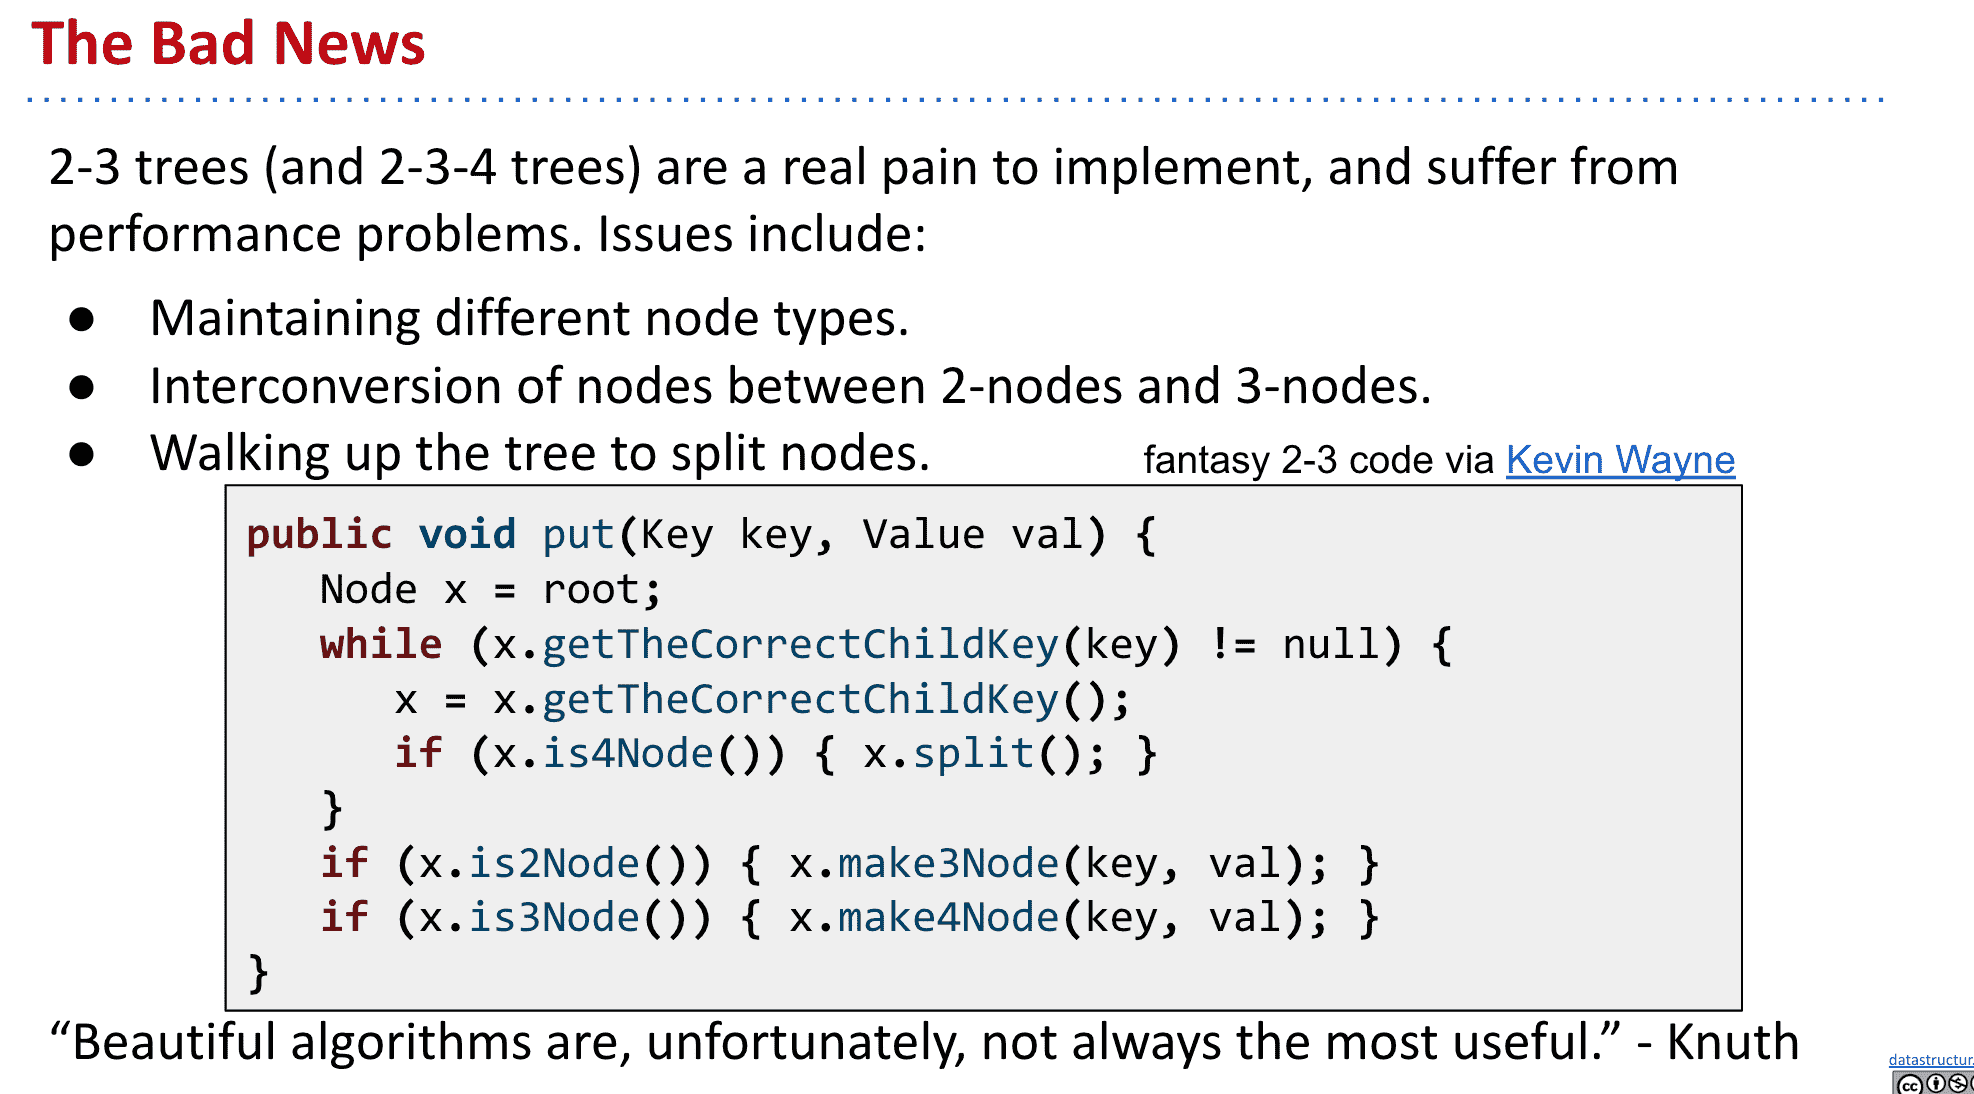 The Bad News
2-3 trees (and 2-3-4 trees) are a real pain to implement, and suffer from
performance problems. Issues include:
● Maintaining different node types.
● Interconversion of nodes between 2-nodes and 3-nodes.
● Walking up the tree to split nodes.
fantasy 2-3 code via Kevin Wayne
public void put(Key key, Value val) {
   Node x = root;
   while (x.getTheCorrectChildKey(key) != null) {
      x = x.getTheCorrectChildKey();
      if (x.is4Node()) { x.split(); }
   }
   if (x.is2Node()) { x.make3Node(key, val); }
   if (x.is3Node()) { x.make4Node(key, val); }
}
“Beautiful algorithms are, unfortunately, not always the most useful.” - Knuth
datastructur.
cc